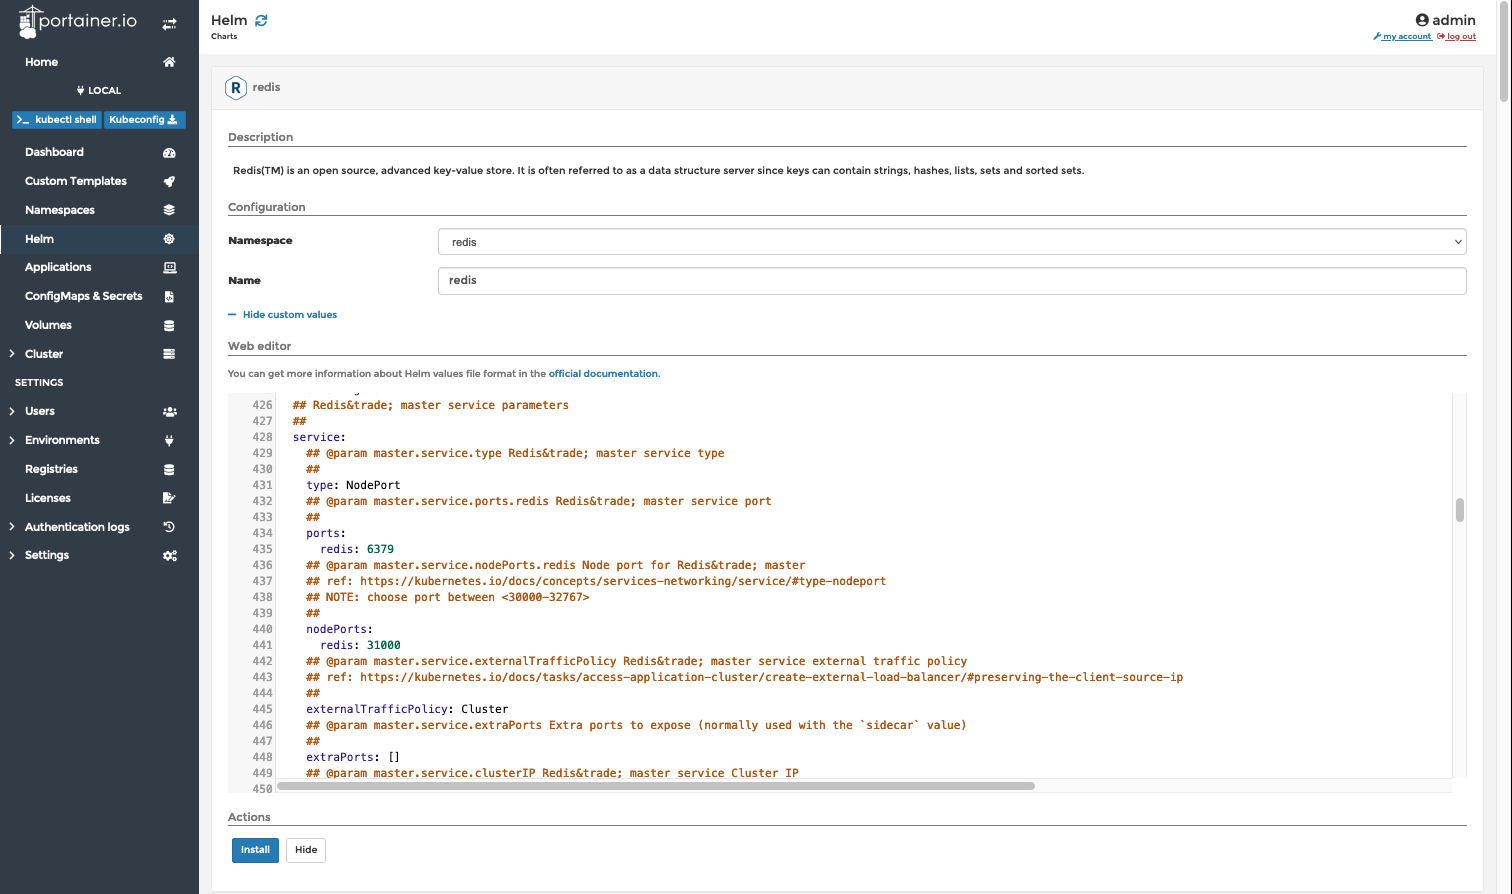 portainer.io
Home
LOCAL
kubectl shell
Kubeconfig
Dashboard
Custom Templates
Namespaces
Helm
Applications
ConfigMaps & Secrets
Volumes
Cluster
SETTINGS
Users
Environments
Registries
Licenses
Authentication logs
Settings
Helm
Charts
admin
my account log out
R redis
Description
Redis(TM) is an open source, advanced key-value store. It is often referred to as a data structure server since keys can contain strings, hashes, lists, sets and sorted sets.
Configuration
Namespace redis
Name redis
Hide custom values
Web editor
You can get more information about Helm values file format in the official documentation.
426 ## Redis&trade; master service parameters
427 ##
428 service:
429 ## @param master.service.type Redis&trade; master service type
430 ##
431 type: NodePort
432 ## @param master.service.ports.redis Redis&trade; master service port
433 ##
434 ports:
435 redis: 6379
436 ## @param master.service.nodePorts.redis Node port for Redis&trade; master
437 ## ref: https://kubernetes.io/docs/concepts/services-networking/service/#type-nodeport
438 ## NOTE: choose port between <30000-32767>
439 ##
440 nodePorts:
441 redis: 31000
442 ## @param master.service.externalTrafficPolicy Redis&trade; master service external traffic policy
443 ## ref: https://kubernetes.io/docs/tasks/access-application-cluster/create-external-load-balancer/#preserving-the-client-source-ip
444 ##
445 externalTrafficPolicy: Cluster
446 ## @param master.service.extraPorts Extra ports to expose (normally used with the `sidecar` value)
447 ##
448 extraPorts: []
449 ## @param master.service.clusterIP Redis&trade; master service Cluster IP
450
Actions
Install Hide